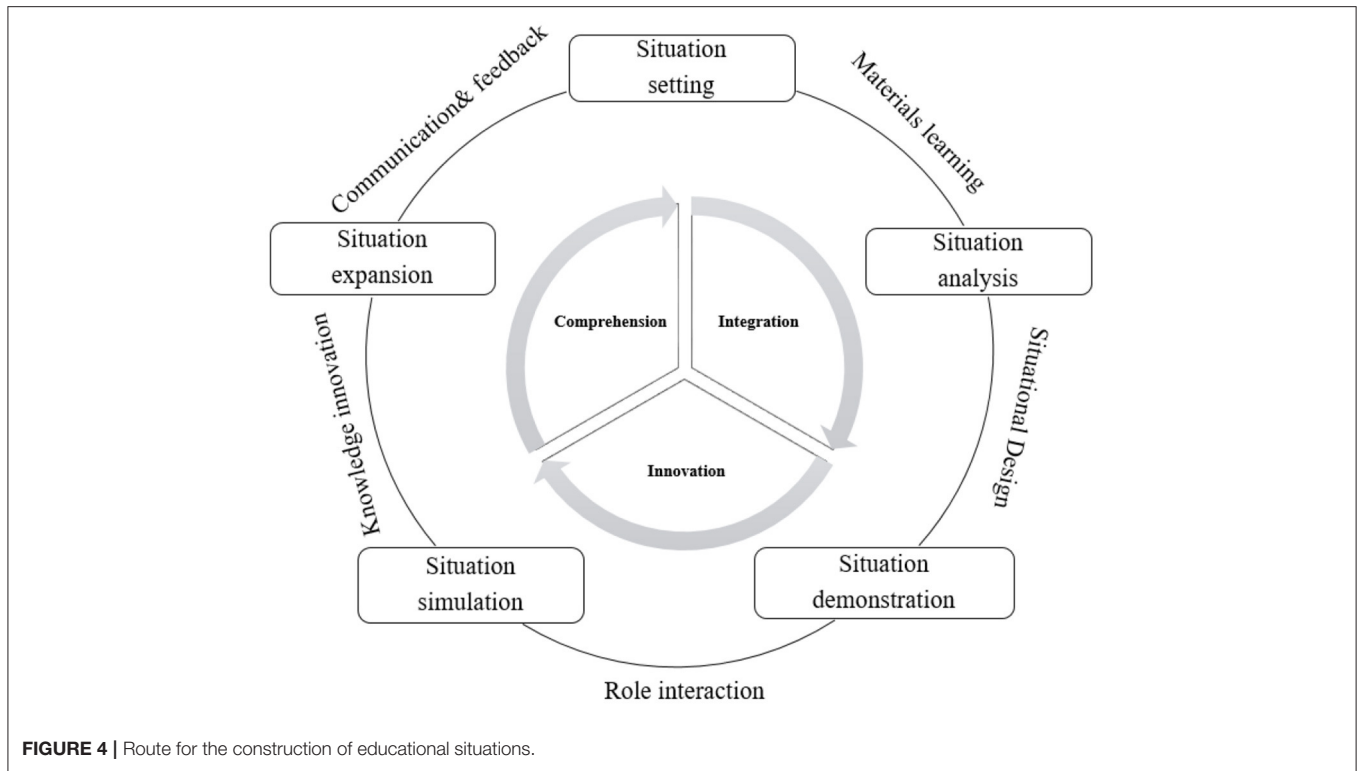 Situation
setting
Communication& feedback
Materials learning
Situation
expansion
Situation
analysis
Comprehension
Integration
Knowledge innovation
Situational Design
Innovation
Situation
simulation
Situation
demonstration
Role interaction
FIGURE 4 | Route for the construction of educational situations.